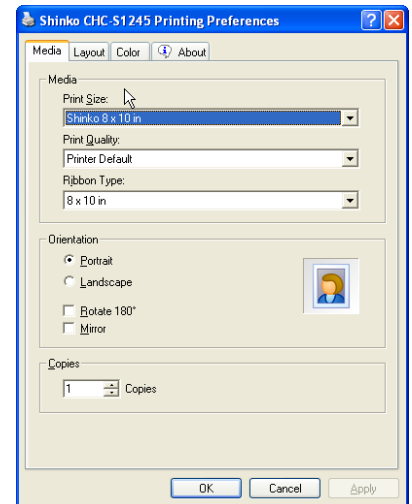 Shinko CHC-S1245 Printing Preferences
Media Layout Color About
Media
Print Size:
Shinko 8 x 10 in
Print Quality:
Printer Default
Ribbon Type:
8 x 10 in
Orientation
Portrait
Landscape
Rotate 180°
Mirror
Copies
1 Copies
OK Cancel Apply